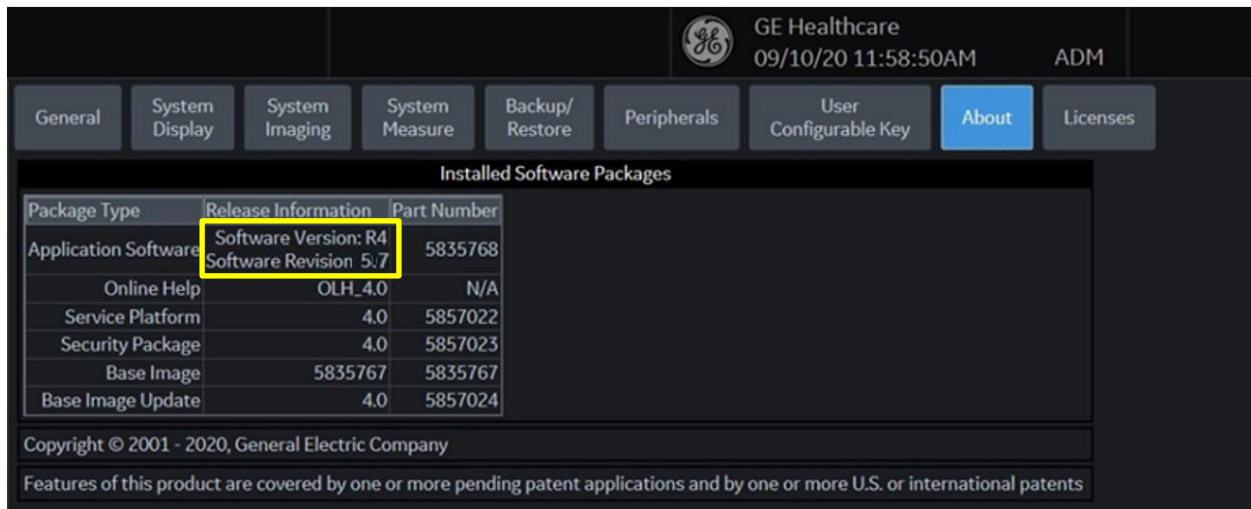 GE Healthcare
09/10/20 11:58:50AM ADM
General System Display System Imaging System Measure Backup/ Restore Peripherals User Configurable Key About Licenses
Installed Software Packages
Package Type Release Information Part Number
Application Software Software Version: R4 5835768
Software Revision 5.7
Online Help OLH_4.0 N/A
Service Platform 4.0 5857022
Security Package 4.0 5857023
Base Image 5835767 5835767
Base Image Update 4.0 5857024
Copyright © 2001 - 2020, General Electric Company
Features of this product are covered by one or more pending patent applications and by one or more U.S. or international patents